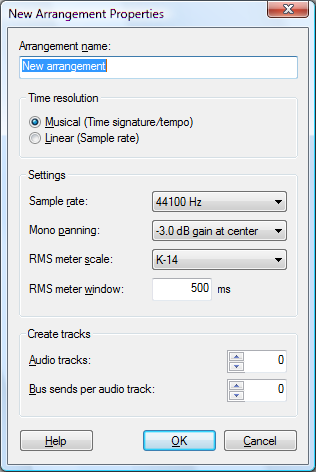 New Arrangement Properties
Arrangement name:
New arrangement
Time resolution
Musical (Time signature/tempo)
Linear (Sample rate)
Settings
Sample rate: 44100 Hz
Mono panning: -3.0 dB gain at center
RMS meter scale: K-14
RMS meter window: 500 ms
Create tracks
Audio tracks: 0
Bus sends per audio track: 0
Help OK Cancel